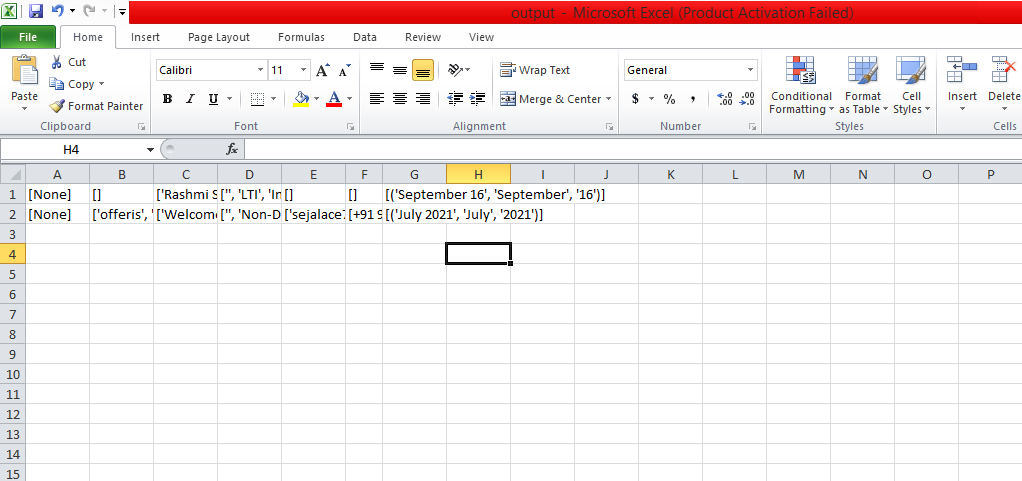 output - Microsoft Excel (Product Activation Failed)
File Home Insert Page Layout Formulas Data Review View
Paste Cut Copy Format Painter
Clipboard
Calibri 11 A A
B I U A
Font
Wrap Text
Merge & Center
Alignment
General
$ % , .00 .0
Number
Conditional Formatting Format as Table Cell Styles
Styles
Insert Delete
Cells
H4 fx
A B C D E F G H I J K L M N O P
1 [None] [] ['Rashmi S ['', 'LTI', 'In [] [] [('September 16', 'September', '16')]
2 [None] ['offeris', ' ['Welcome ['', 'Non-D ['sejalace7 [+91 9 [('July 2021', 'July', '2021')]
3
4
5
6
7
8
9
10
11
12
13
14
15